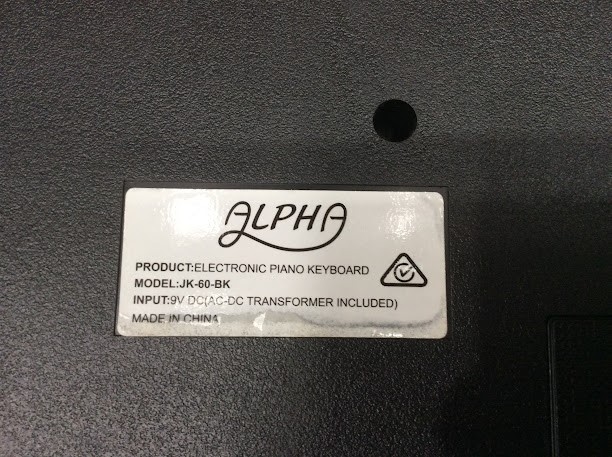 ALPHA
PRODUCT:ELECTRONIC PIANO KEYBOARD
MODEL:JK-60-BK
INPUT:9V DC(AC-DC TRANSFORMER INCLUDED)
MADE IN CHINA